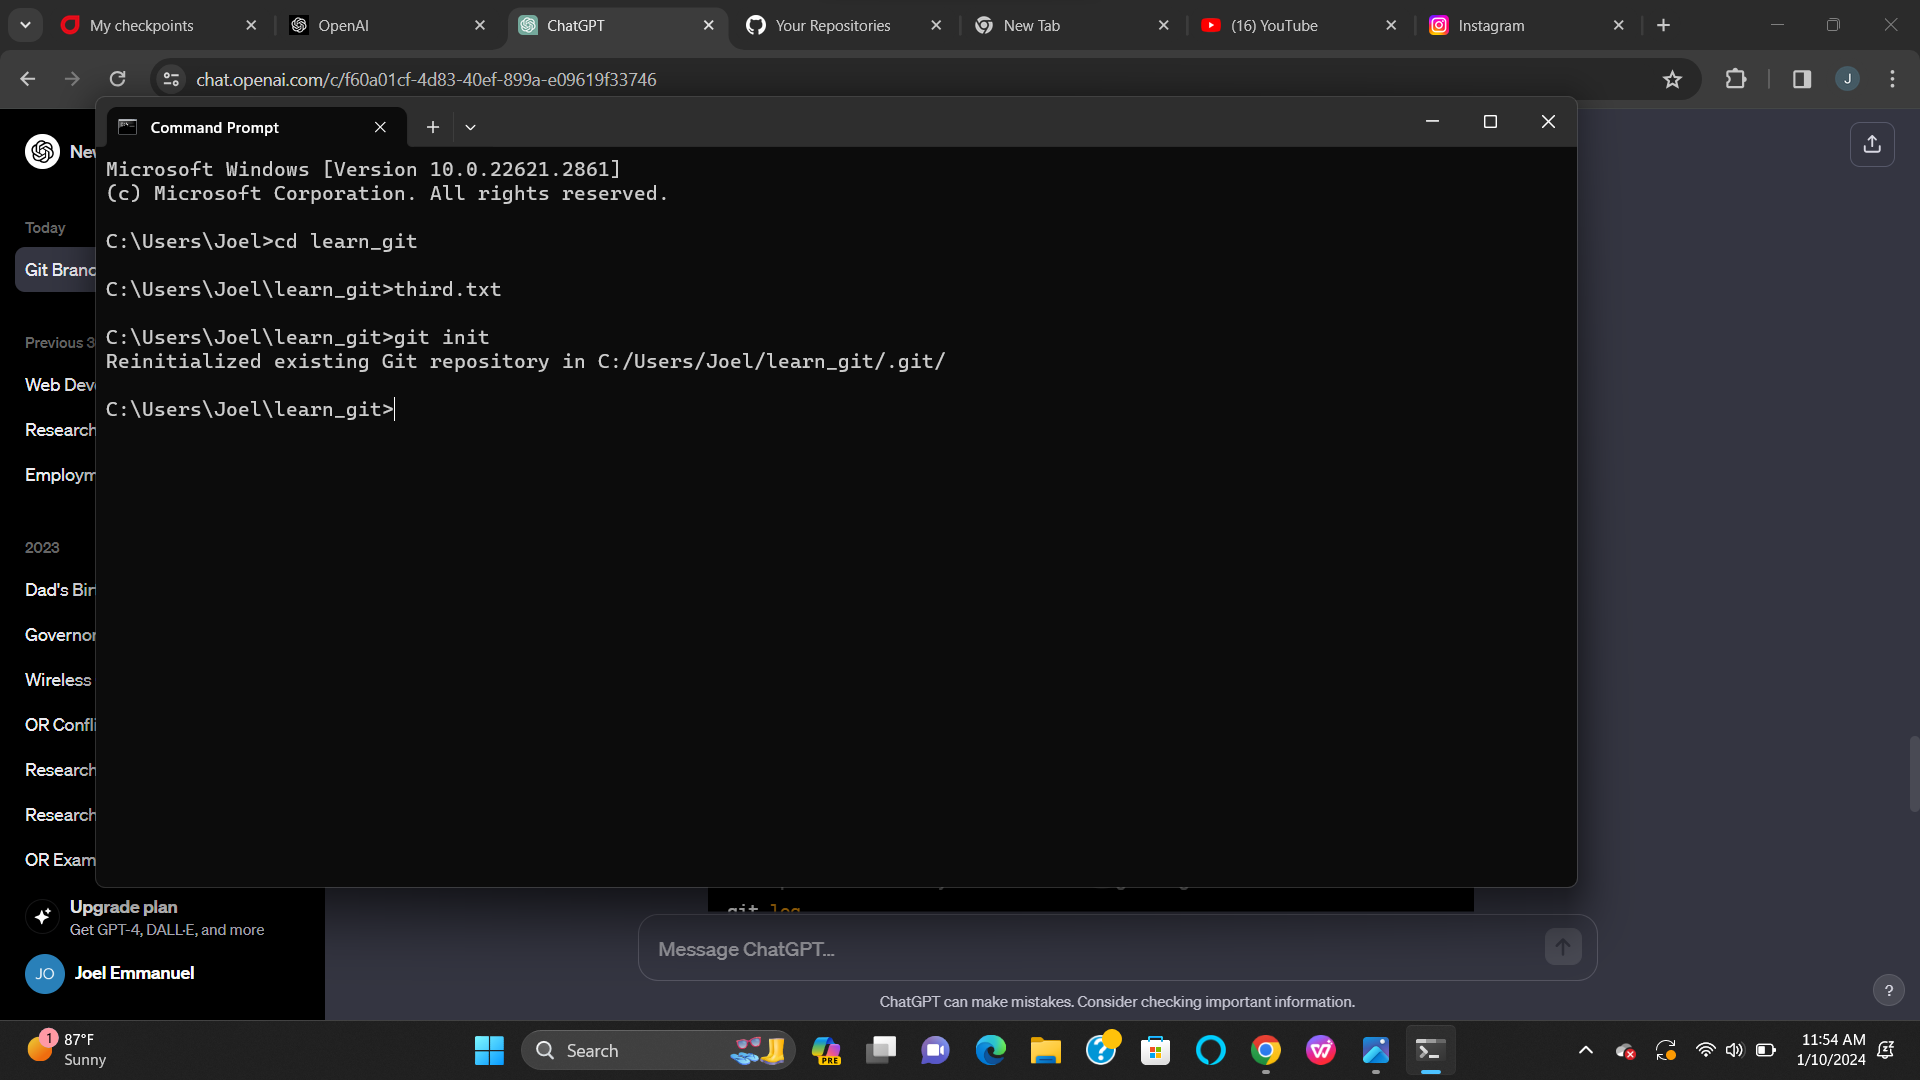 My checkpoints
OpenAI
ChatGPT
Your Repositories
New Tab
(16) YouTube
Instagram
chat.openai.com/c/f60a01cf-4d83-40ef-899a-e09619f33746
J
Command Prompt
Microsoft Windows [Version 10.0.22621.2861]
(c) Microsoft Corporation. All rights reserved.
C:\Users\Joel>cd learn_git
C:\Users\Joel\learn_git>third.txt
C:\Users\Joel\learn_git>git init
Reinitialized existing Git repository in C:/Users/Joel/learn_git/.git/
C:\Users\Joel\learn_git>
Today
Git Branc
Previous 3
Web Deve
Research
Employm
2023
Dad's Bir
Governor
Wireless
OR Confli
Research
Research
OR Exam
Upgrade plan
Get GPT-4, DALL·E, and more
JO
Joel Emmanuel
git log
Message ChatGPT...
ChatGPT can make mistakes. Consider checking important information.
?
1
87°F
Sunny
Search
PRE
11:54 AM
1/10/2024